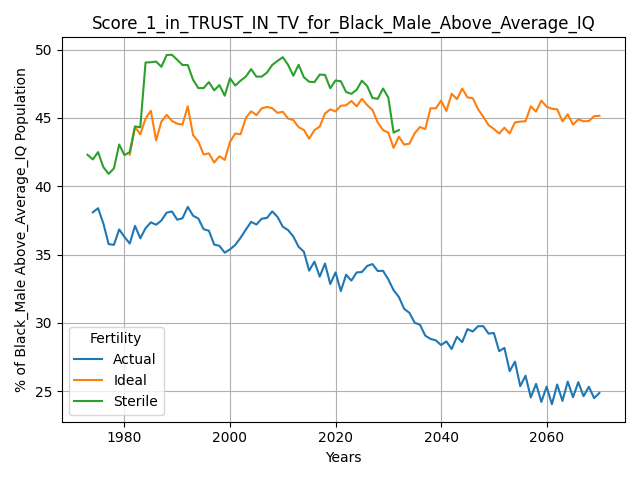 Score_1_in_TRUST_IN_TV_for_Black_Male_Above_Average_IQ
% of Black_Male Above_Average_IQ Population
50
45
40
35
30
25
Fertility
Actual
Ideal
Sterile
1980 2000 2020 2040 2060
Years